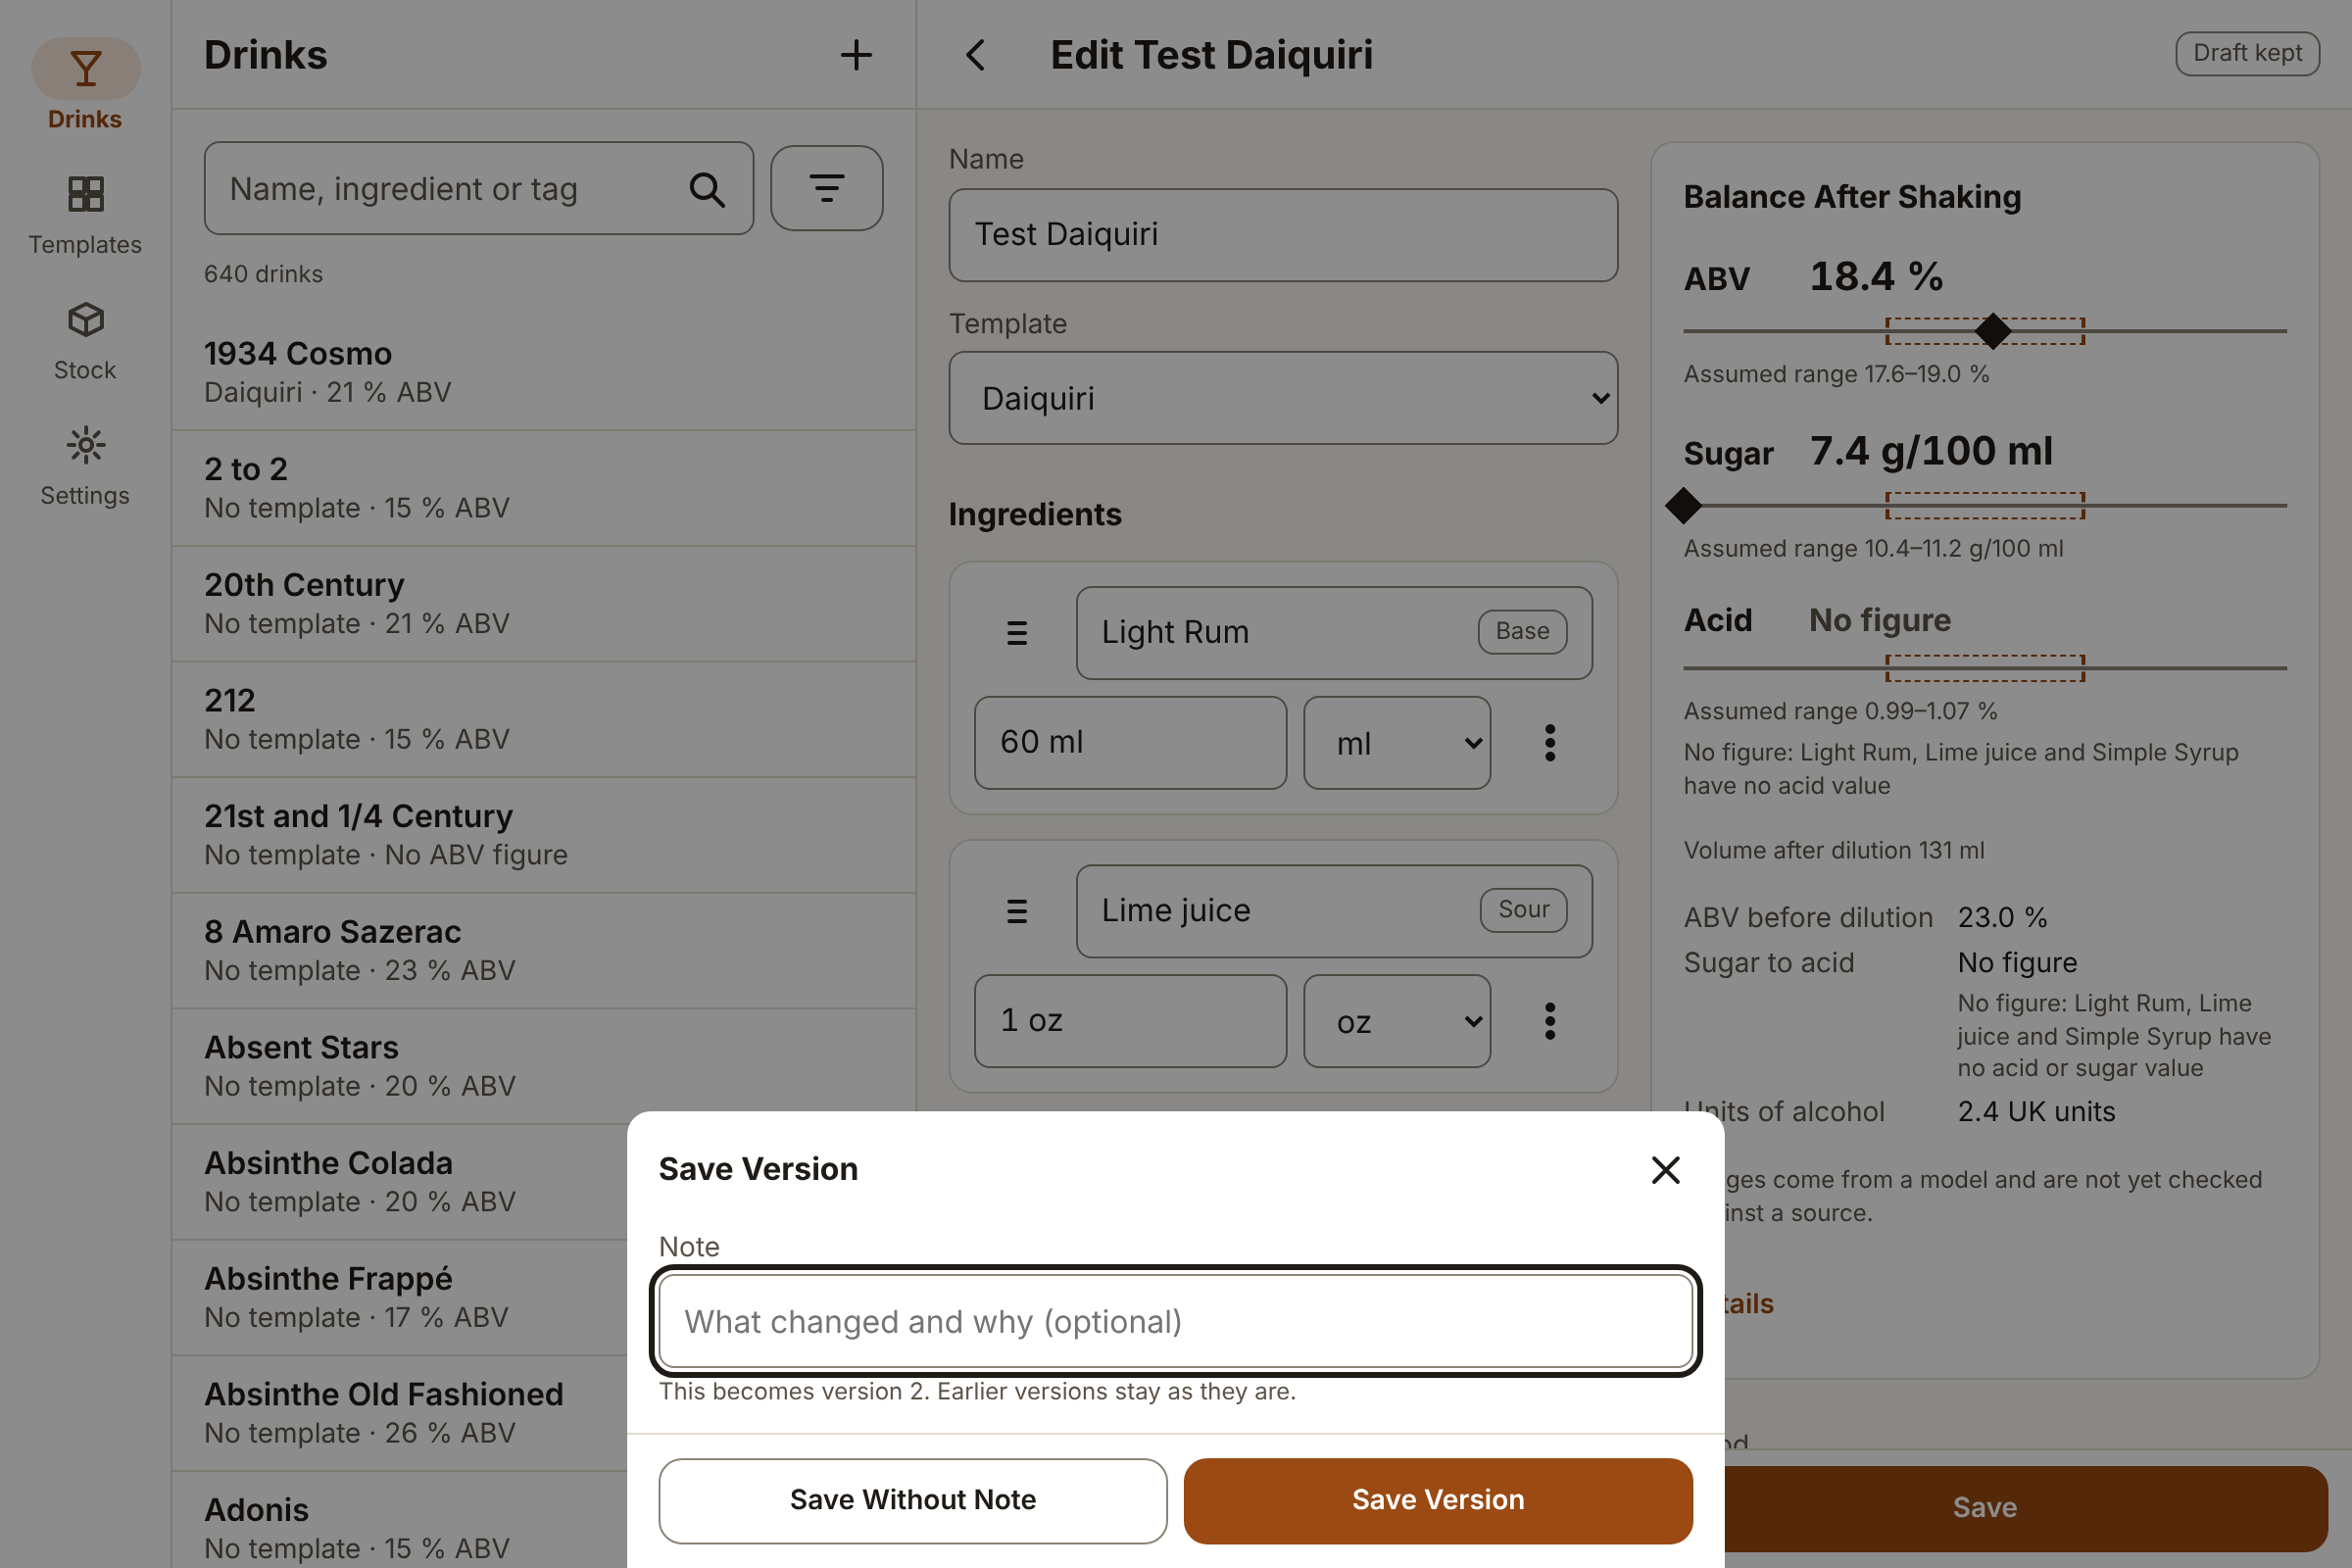 Drinks
Templates
Stock
Settings
Drinks
Name, ingredient or tag
640 drinks
1934 Cosmo
Daiquiri · 21 % ABV
2 to 2
No template · 15 % ABV
20th Century
No template · 21 % ABV
212
No template · 15 % ABV
21st and 1/4 Century
No template · No ABV figure
8 Amaro Sazerac
No template · 23 % ABV
Absent Stars
No template · 20 % ABV
Absinthe Colada
No template · 20 % ABV
Absinthe Frappé
No template · 17 % ABV
Absinthe Old Fashioned
No template · 26 % ABV
Adonis
No template · 15 % ABV
Edit Test Daiquiri
Draft kept
Name
Test Daiquiri
Template
Daiquiri
Ingredients
Light Rum
Base
60 ml
ml
Lime juice
Sour
1 oz
oz
Balance After Shaking
ABV 18.4 %
Assumed range 17.6–19.0 %
Sugar 7.4 g/100 ml
Assumed range 10.4–11.2 g/100 ml
Acid No figure
Assumed range 0.99–1.07 %
No figure: Light Rum, Lime juice and Simple Syrup
have no acid value
Volume after dilution 131 ml
ABV before dilution 23.0 %
Sugar to acid No figure
No figure: Light Rum, Lime
juice and Simple Syrup have
no acid or sugar value
Units of alcohol 2.4 UK units
come from a model and are not yet checked
a source.
Save
Save Version
Note
What changed and why (optional)
This becomes version 2. Earlier versions stay as they are.
Save Without Note
Save Version